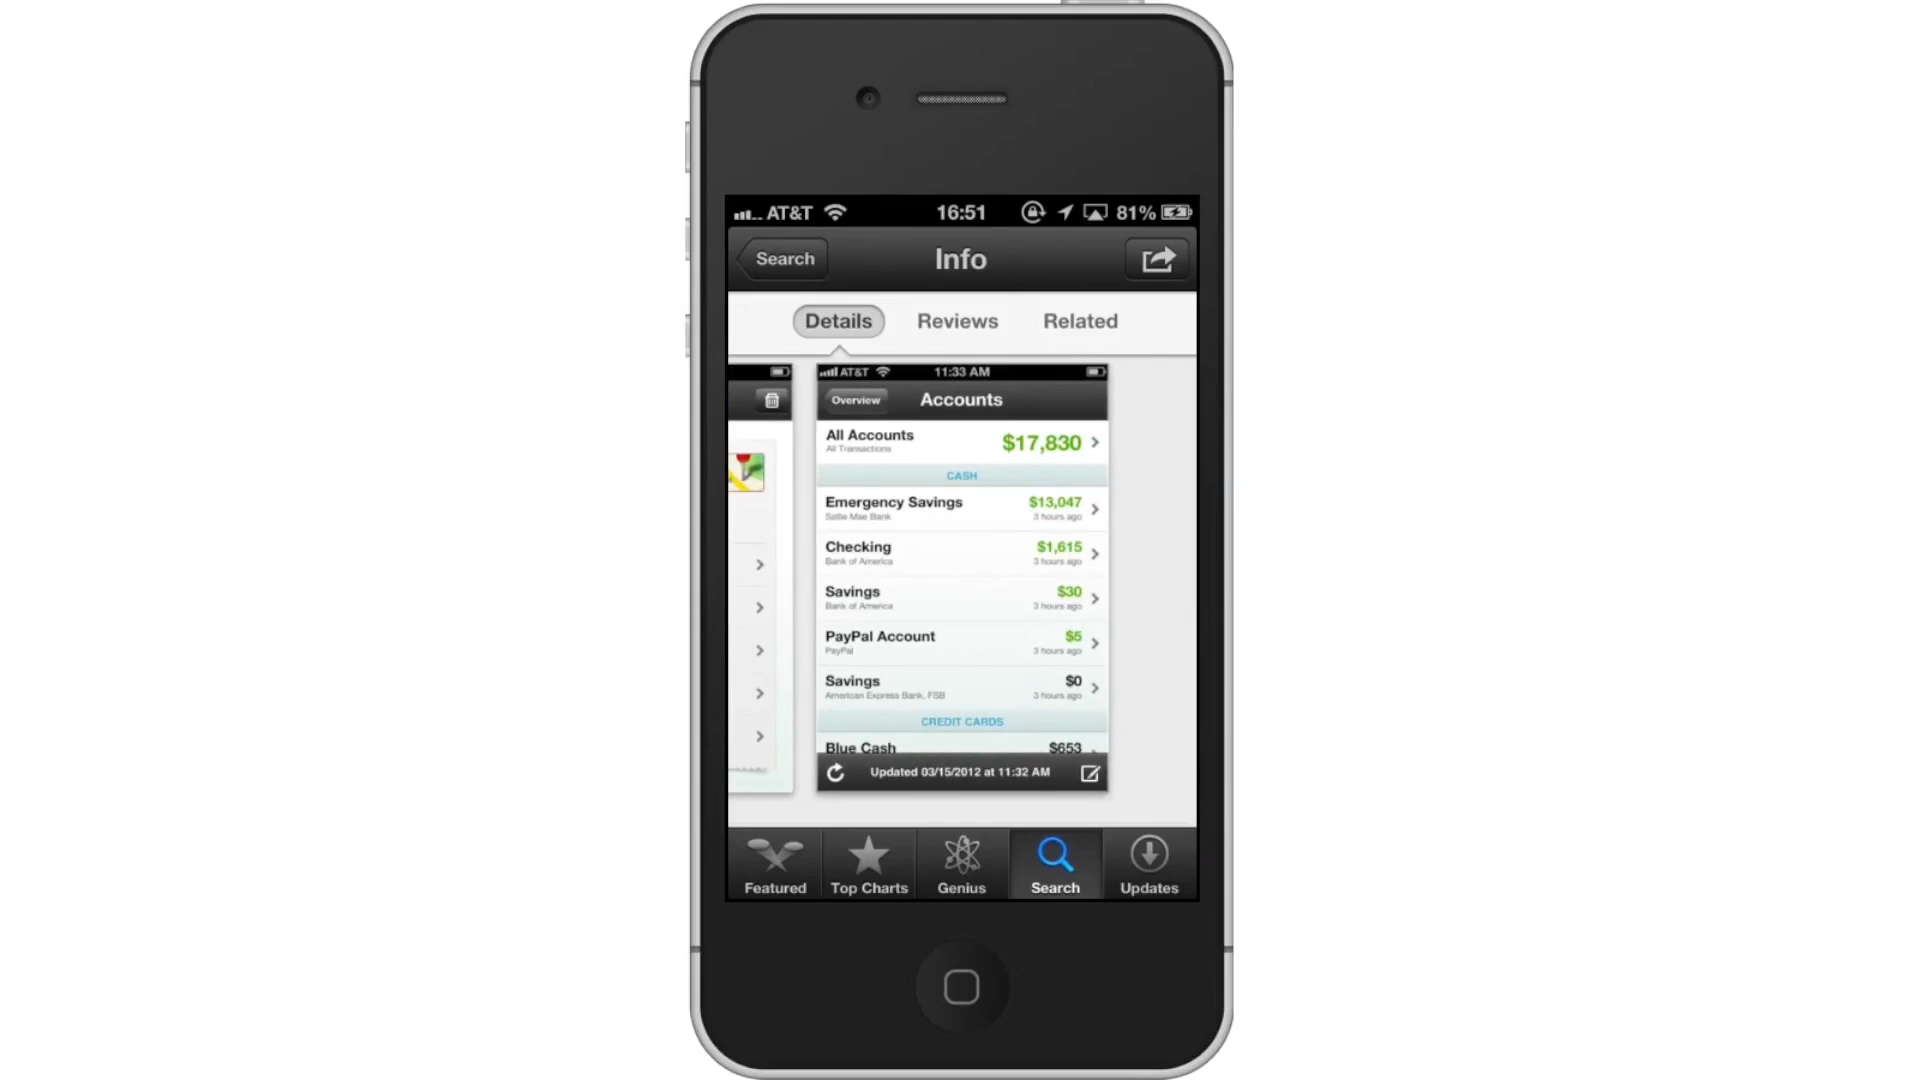 AT&T 16:51 81%
Search Info
Details Reviews Related
AT&T 11:33 AM
Overview Accounts
All Accounts $17,830
All Transactions
CASH
Emergency Savings $13,047
Sallie Mae Bank 3 hours ago
Checking $1,615
Bank of America 3 hours ago
Savings $30
Bank of America 3 hours ago
PayPal Account $5
PayPal 3 hours ago
Savings $0
American Express Bank, FSB 3 hours ago
CREDIT CARDS
Blue Cash $653
Updated 03/15/2012 at 11:32 AM
Featured Top Charts Genius Search Updates